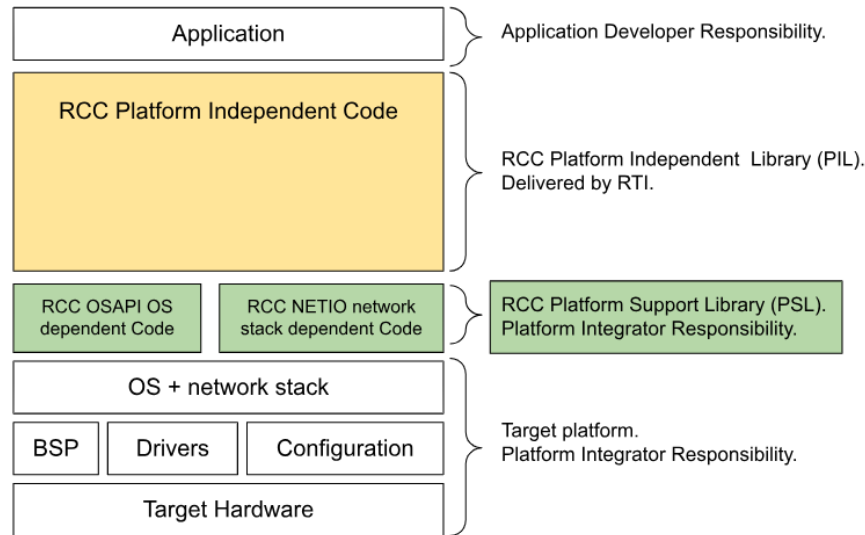 Application
Application Developer Responsibility.
RCC Platform Independent Code
RCC Platform Independent Library (PIL).
Delivered by RTI.
RCC OSAPI OS
dependent Code
RCC NETIO network
stack dependent Code
RCC Platform Support Library (PSL).
Platform Integrator Responsibility.
OS + network stack
BSP
Drivers
Configuration
Target Hardware
Target platform.
Platform Integrator Responsibility.